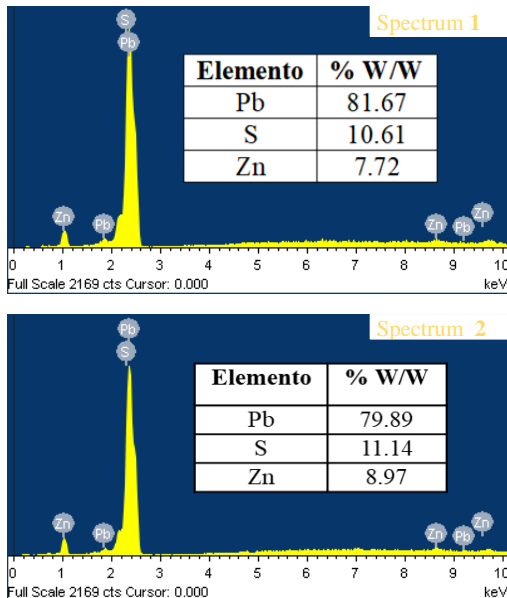 S
Spectrum 1
Pb
Elemento % W/W
Pb 81.67
S 10.61
Zn 7.72
Zn Pb Zn Pb Zn
0 1 2 3 4 5 6 7 8 9 10
Full Scale 2169 cts Cursor: 0.000 keV
Pb
Spectrum 2
S
Elemento % W/W
Pb 79.89
S 11.14
Zn 8.97
Zn Pb Zn Pb Zn
0 1 2 3 4 5 6 7 8 9 10
Full Scale 2169 cts Cursor: 0.000 keV